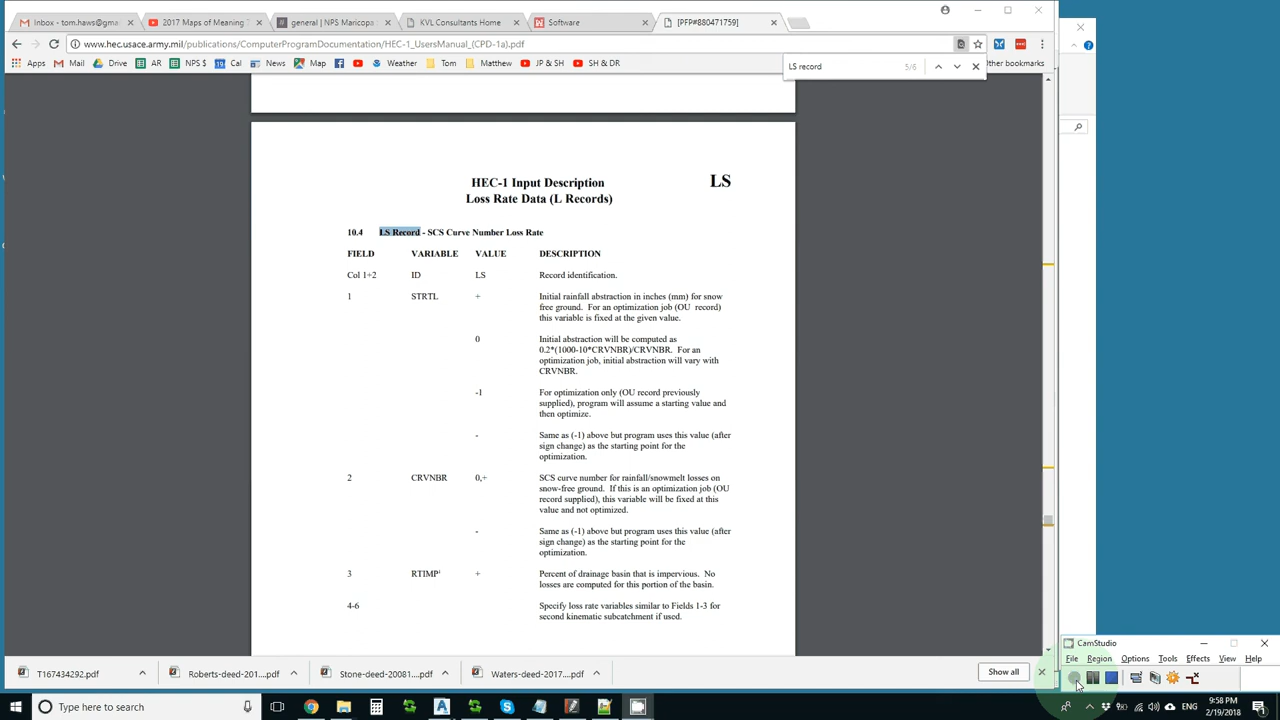 Inbox - tom.haws@gma
2017 Maps of Meaning
general | NPS Maricopa
KVL Consultants Home
Software
[PFP#880471759]
www.hec.usace.army.mil/publications/ComputerProgramDocumentation/HEC-1_UsersManual_(CPD-1a).pdf
Apps
Mail
Drive
AR
NPS $
Cal
News
Map
Weather
Tom
Matthew
JP & SH
SH & DR
Other bookmarks
LS record 5/6
HEC-1 Input Description LS
Loss Rate Data (L Records)
10.4 LS Record - SCS Curve Number Loss Rate
FIELD VARIABLE VALUE DESCRIPTION
Col 1+2 ID LS Record identification.
1 STRTL + Initial rainfall abstraction in inches (mm) for snow
free ground. For an optimization job (OU record)
this variable is fixed at the given value.
0 Initial abstraction will be computed as
0.2*(1000-10*CRVNBR)/CRVNBR. For an
optimization job, initial abstraction will vary with
CRVNBR.
-1 For optimization only (OU record previously
supplied), program will assume a starting value and
then optimize.
- Same as (-1) above but program uses this value (after
sign change) as the starting point for the
optimization.
2 CRVNBR 0,+ SCS curve number for rainfall/snowmelt losses on
snow-free ground. If this is an optimization job (OU
record supplied), this variable will be fixed at this
value and not optimized.
- Same as (-1) above but program uses this value (after
sign change) as the starting point for the
optimization.
3 RTIMP¹ + Percent of drainage basin that is impervious. No
losses are computed for this portion of the basin.
4-6 Specify loss rate variables similar to Fields 1-3 for
second kinematic subcatchment if used.
CamStudio
File Region Options Tools Effects View Help
T167434292.pdf
Roberts-deed-201....pdf
Stone-deed-20081....pdf
Waters-deed-2017....pdf
Show all
Type here to search
9:58 PM
2/19/2018